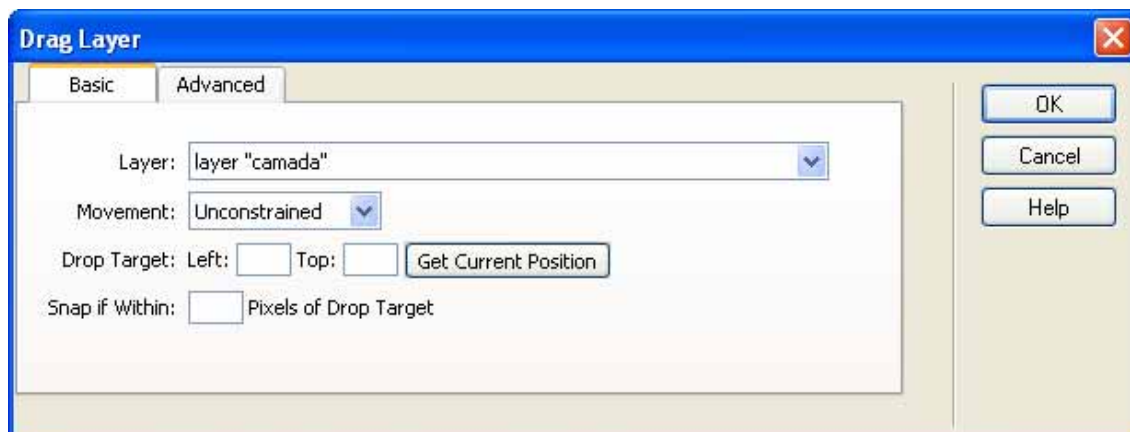 Drag Layer
Basic Advanced
OK
Layer: layer "camada"
Cancel
Movement: Unconstrained
Help
Drop Target: Left: Top: Get Current Position
Snap if Within: Pixels of Drop Target